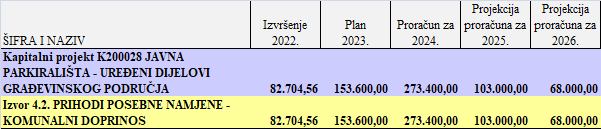 Izvršenje Plan Proračun za Projekcija proračuna za Projekcija proračuna za
ŠIFRA I NAZIV 2022. 2023. 2024. 2025. 2026.
Kapitalni projekt K200028 JAVNA
PARKIRALIŠTA - UREĐENI DIJELOVI
GRAĐEVINSKOG PODRUČJA 82.704,56 153.600,00 273.400,00 103.000,00 68.000,00
Izvor 4.2. PRIHODI POSEBNE NAMJENE -
KOMUNALNI DOPRINOS 82.704,56 153.600,00 273.400,00 103.000,00 68.000,00